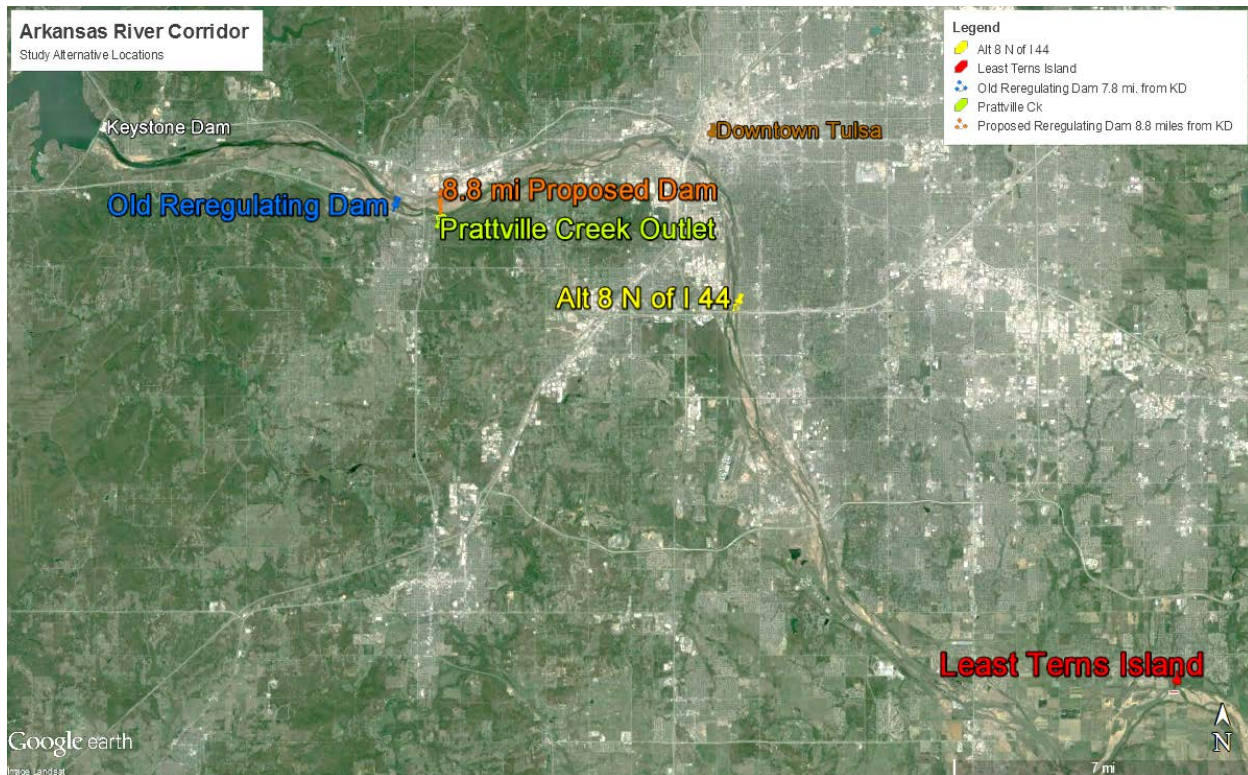 Arkansas River Corridor
Study Alternative Locations
Legend
Alt 8 N of I 44
Least Terns Island
Old Reregulating Dam 7.8 mi. from KD
Prattville Ck
Proposed Reregulating Dam 8.8 miles from KD
Keystone Dam
Downtown Tulsa
8.8 mi Proposed Dam
Old Reregulating Dam
Prattville Creek Outlet
Alt 8 N of I 44
Least Terns Island
N
Google earth
Image Landsat
7 mi